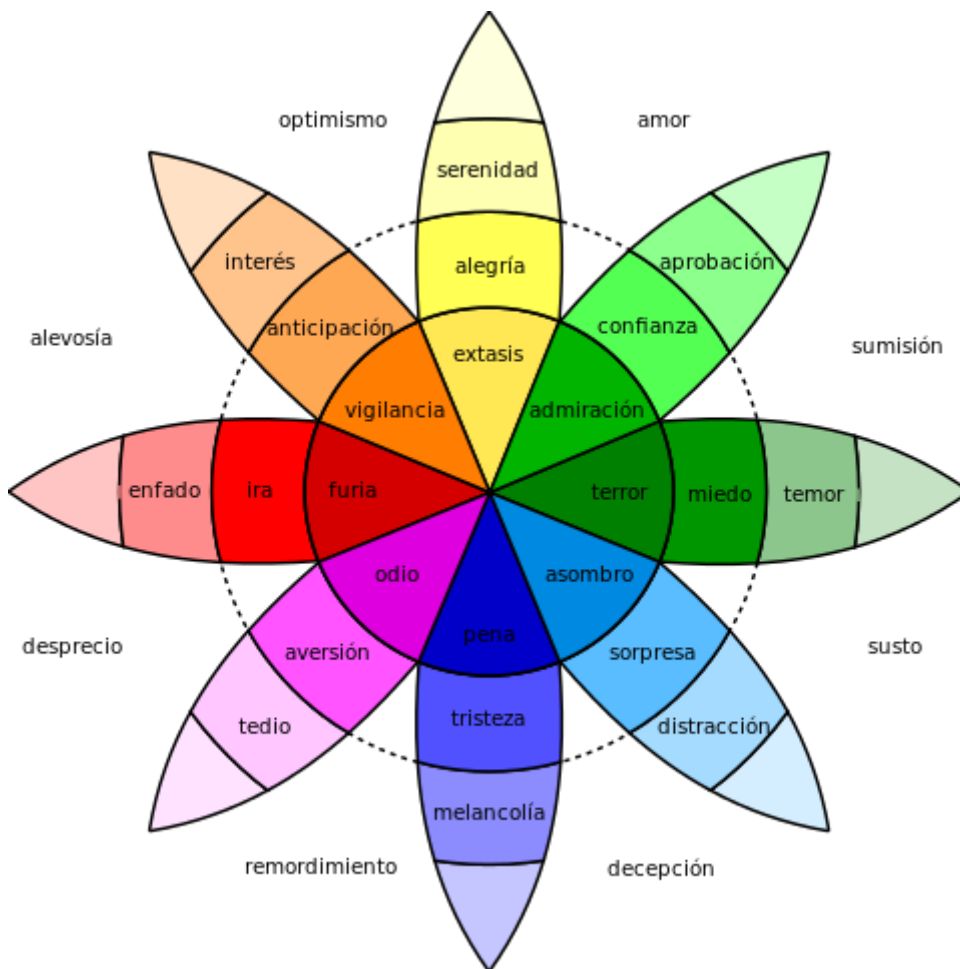 optimismo
amor
serenidad
interés
alegría
aprobación
anticipación
confianza
alevosía
sumisión
extasis
vigilancia
admiración
enfado
ira
furia
terror
miedo
temor
odio
asombro
pena
desprecio
aversión
sorpresa
susto
tedio
tristeza
distracción
melancolía
remordimiento
decepción